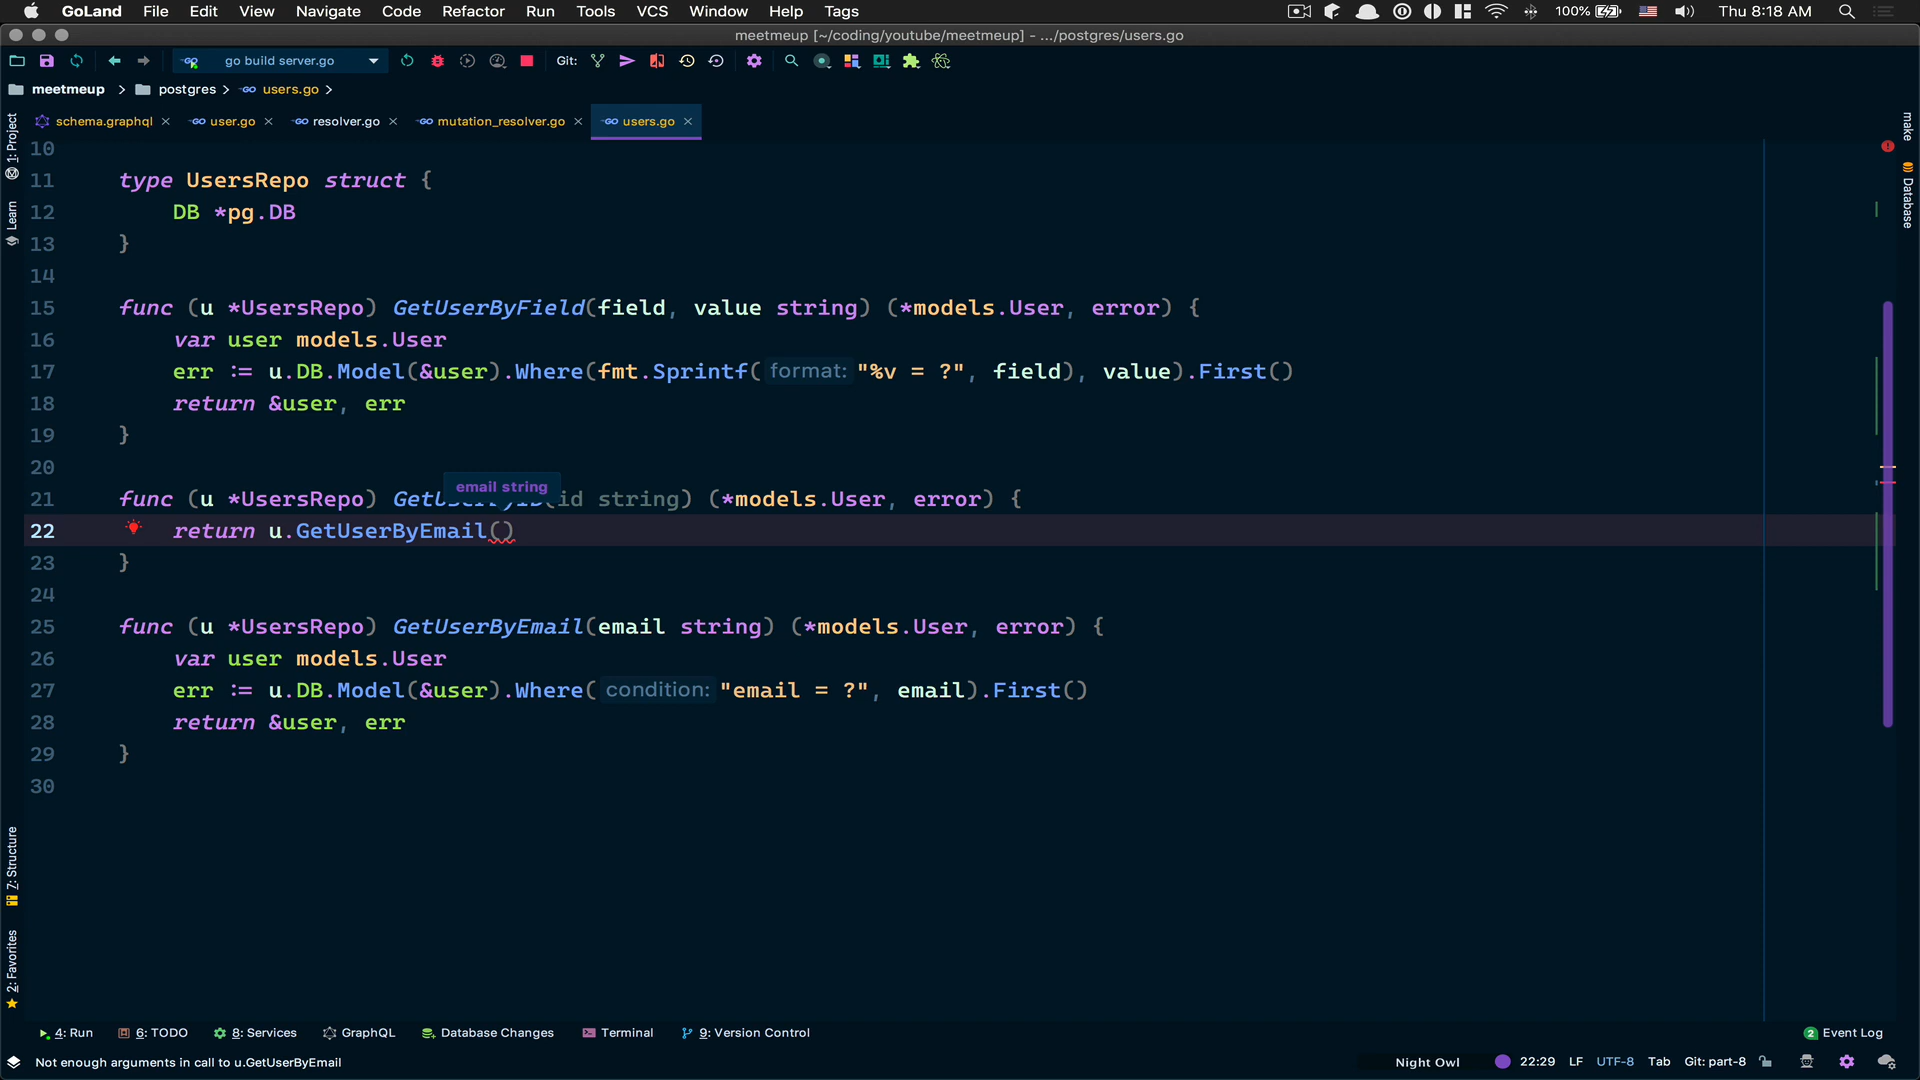 GoLand File Edit View Navigate Code Refactor Run Tools VCS Window Help Tags 100% Thu 8:18 AM
meetmeup [~/coding/youtube/meetmeup] - .../postgres/users.go
go build server.go Git:
meetmeup postgres users.go
schema.graphql user.go resolver.go mutation_resolver.go users.go
1: Project
Learn
7: Structure
2: Favorites
make
Database
10
11 type UsersRepo struct {
12 DB *pg.DB
13 }
14
15 func (u *UsersRepo) GetUserByField(field, value string) (*models.User, error) {
16 var user models.User
17 err := u.DB.Model(&user).Where(fmt.Sprintf( format: "%v = ?", field), value).First()
18 return &user, err
19 }
20
email string
21 func (u *UsersRepo) GetUserByID(id string) (*models.User, error) {
22 return u.GetUserByEmail()
23 }
24
25 func (u *UsersRepo) GetUserByEmail(email string) (*models.User, error) {
26 var user models.User
27 err := u.DB.Model(&user).Where( condition: "email = ?", email).First()
28 return &user, err
29 }
30
4: Run 6: TODO 8: Services GraphQL Database Changes Terminal 9: Version Control 2 Event Log
Not enough arguments in call to u.GetUserByEmail Night Owl 22:29 LF UTF-8 Tab Git: part-8